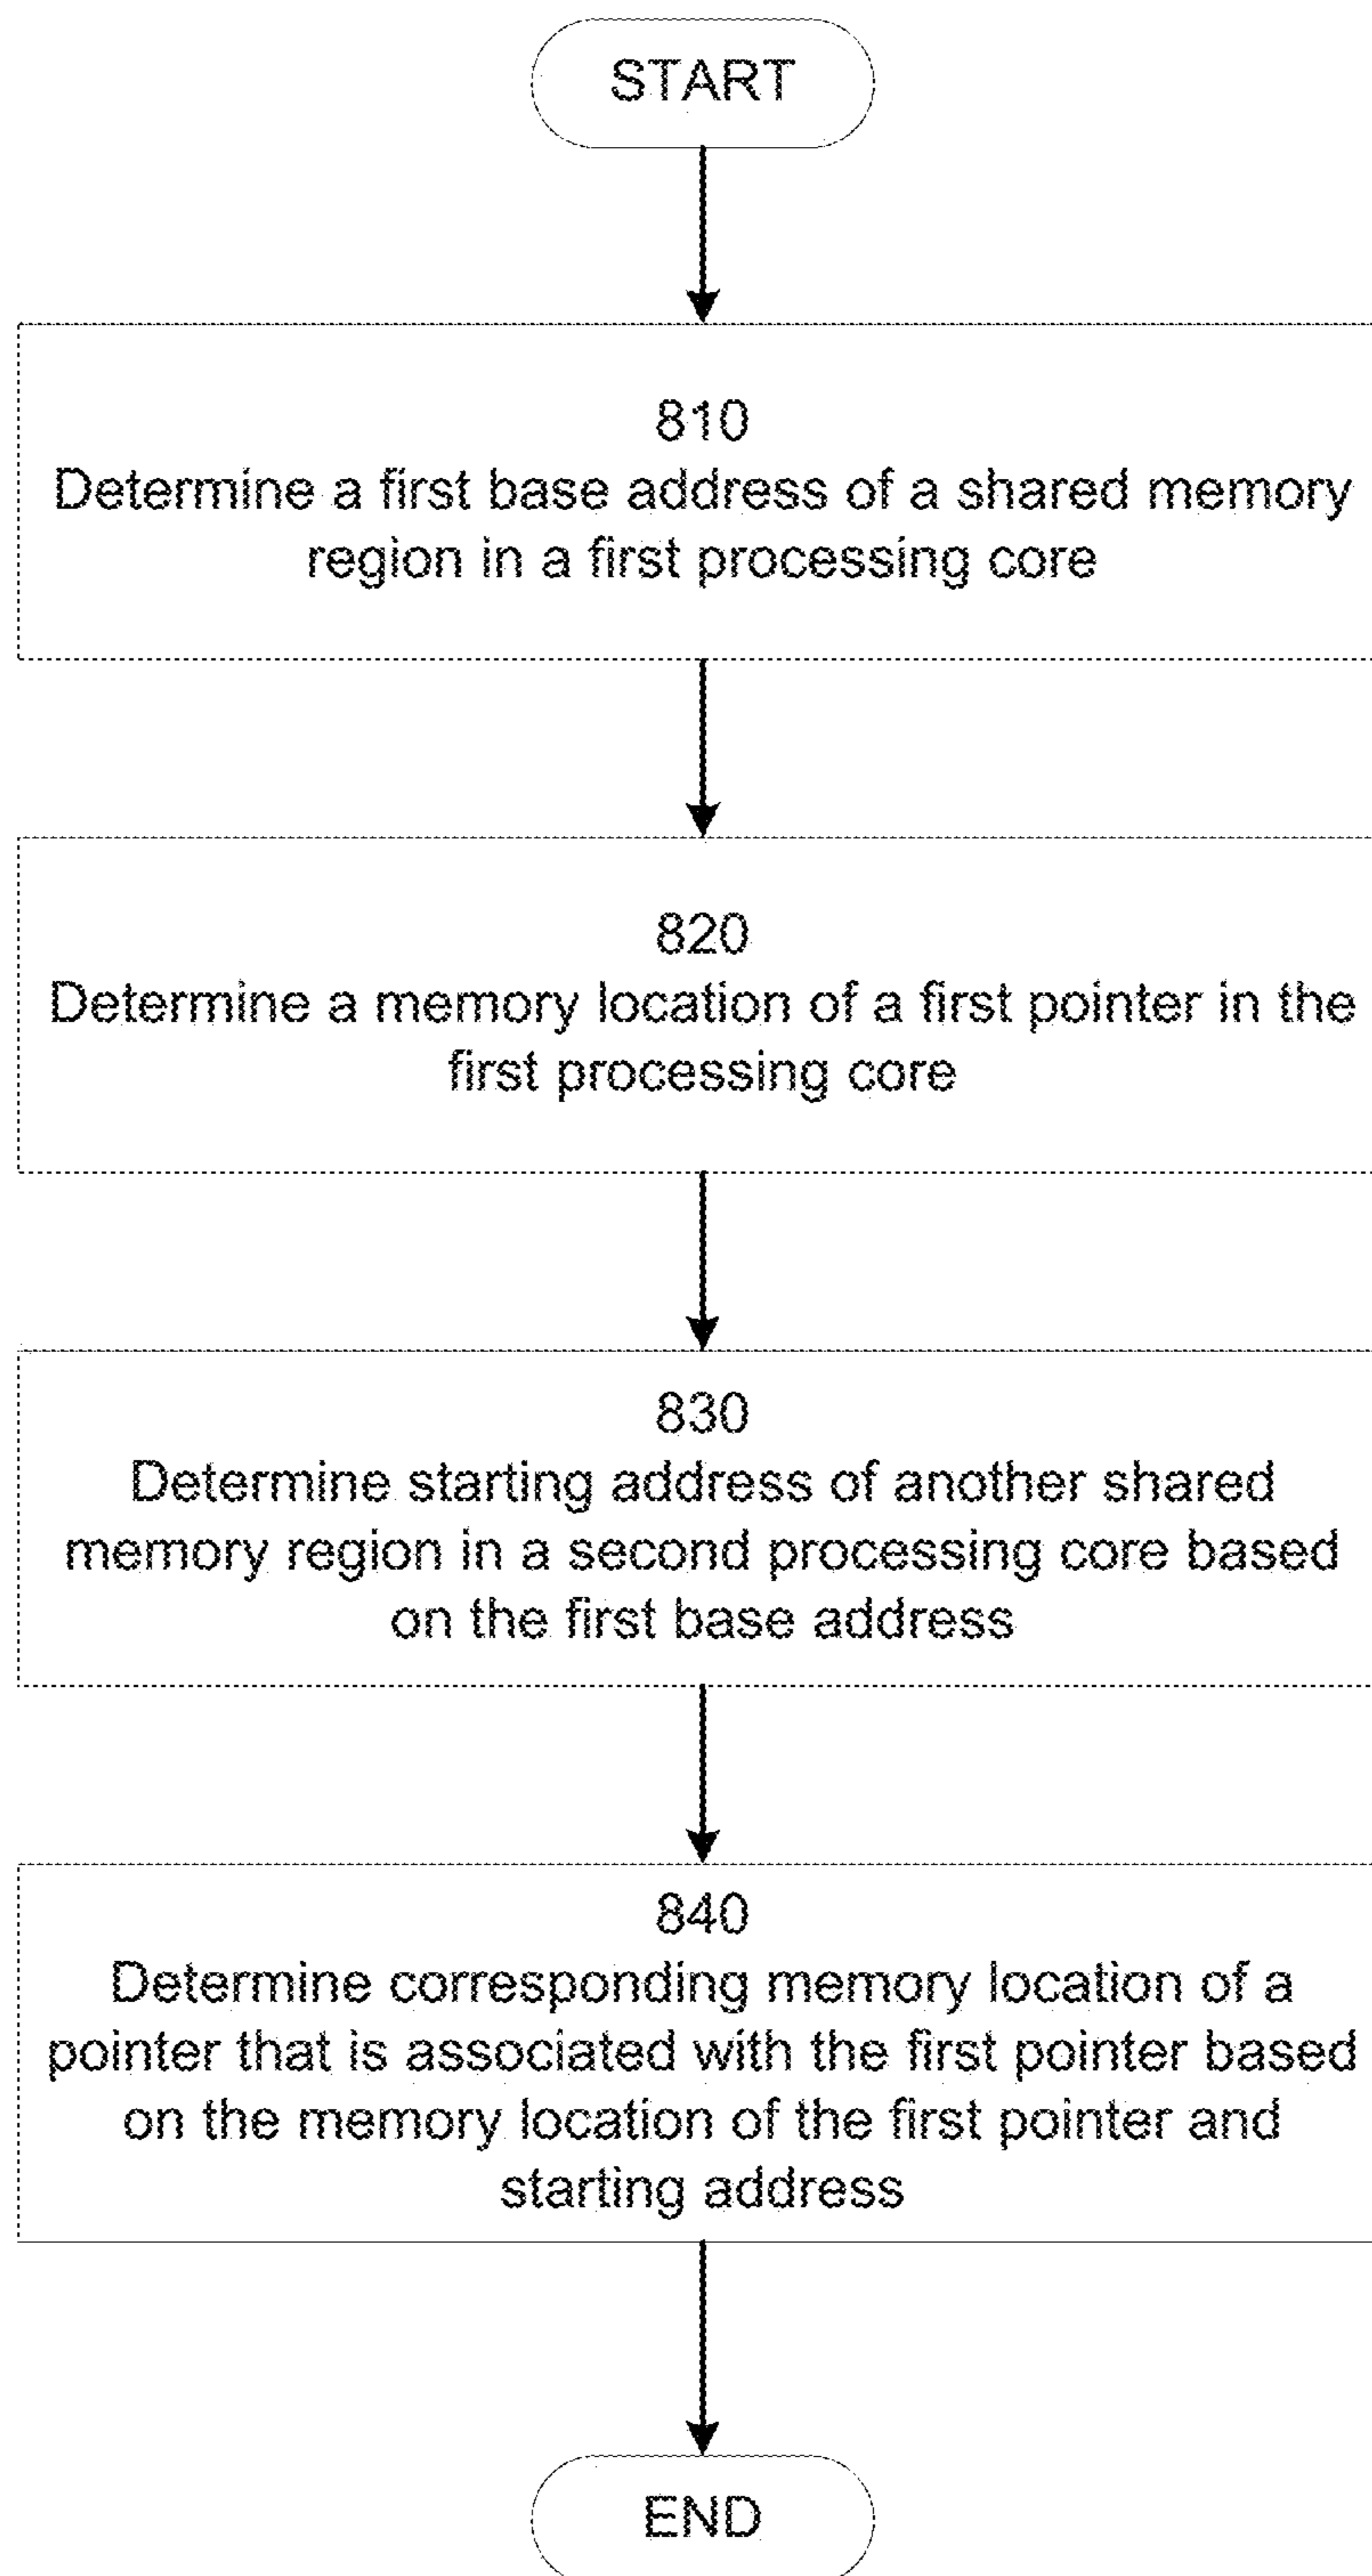 START
810
Determine a first base address of a shared memory
region in a first processing core
820
Determine a memory location of a first pointer in the
first processing core
830
Determine starting address of another shared
memory region in a second processing core based
on the first base address
840
Determine corresponding memory location of a
pointer that is associated with the first pointer based
on the memory location of the first pointer and
starting address
END